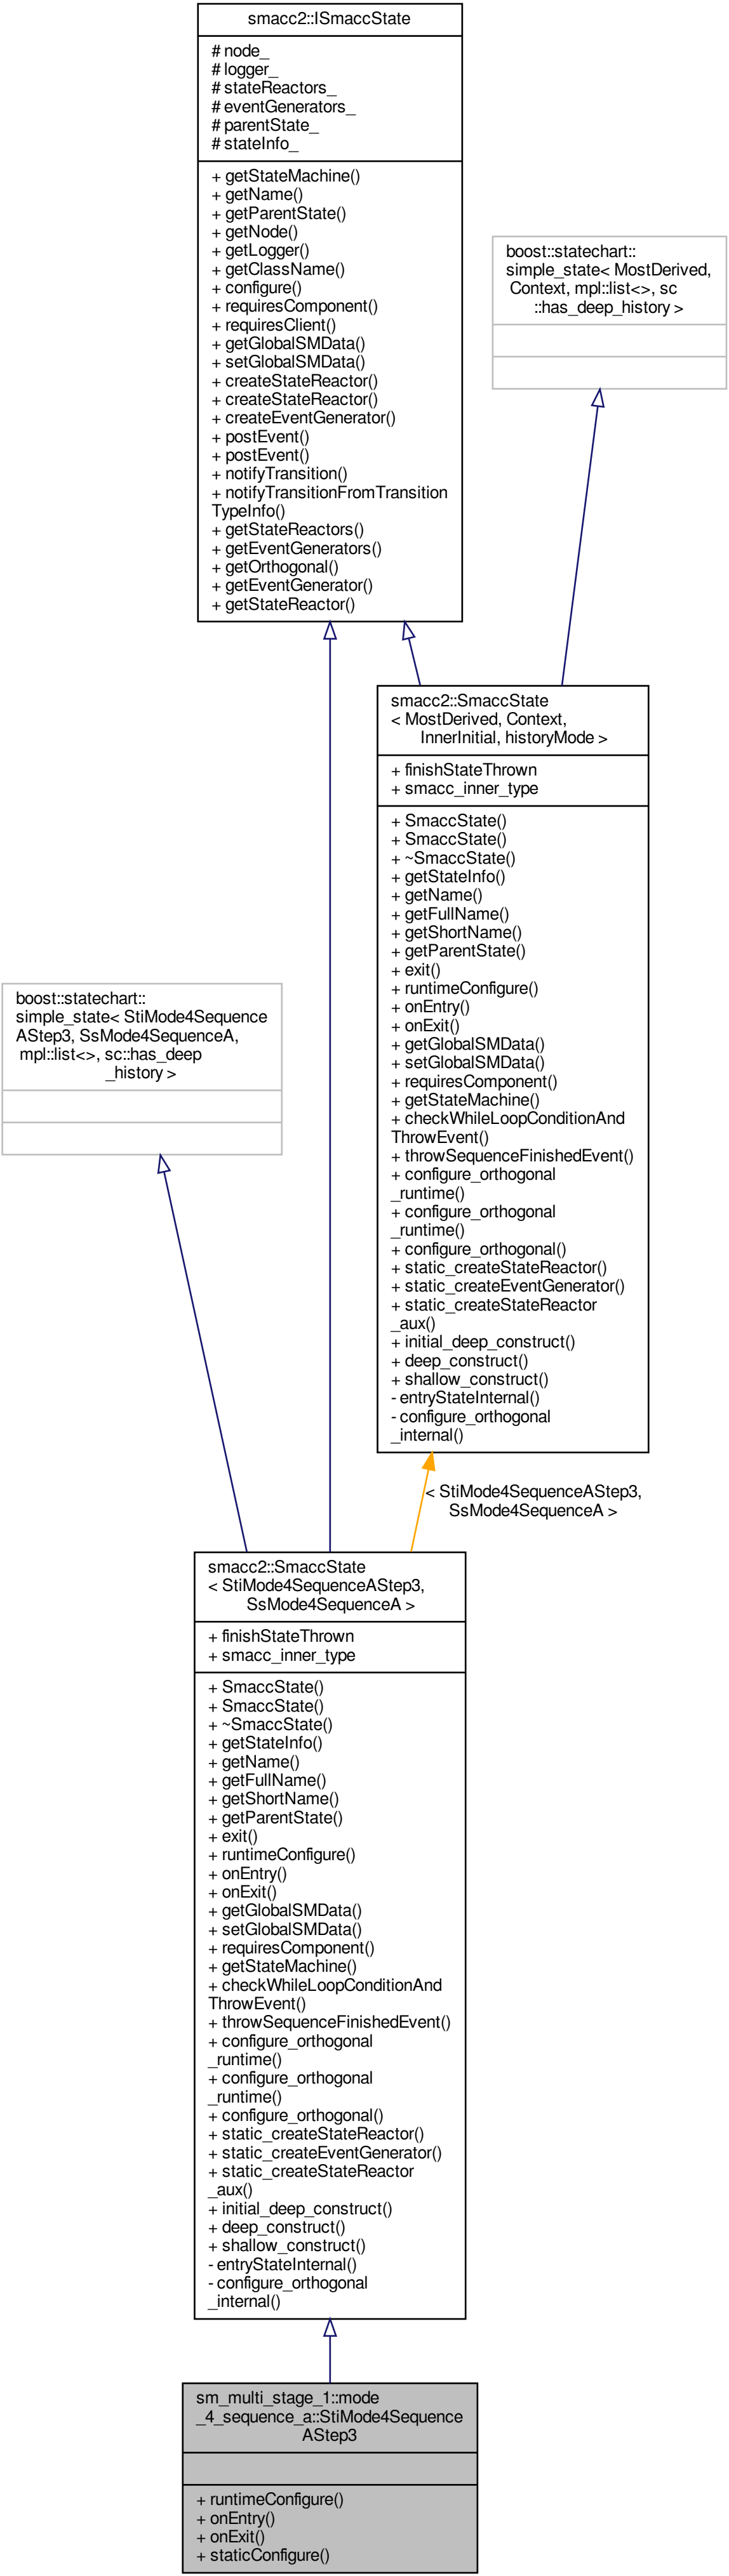 smacc2::ISmaccState
# node_
# logger_
# stateReactors_
# eventGenerators_
# parentState_
# stateInfo_
+ getStateMachine()
+ getName()
+ getParentState()
+ getNode()
+ getLogger()
+ getClassName()
+ configure()
+ requiresComponent()
+ requiresClient()
+ getGlobalSMData()
+ setGlobalSMData()
+ createStateReactor()
+ createStateReactor()
+ createEventGenerator()
+ postEvent()
+ postEvent()
+ notifyTransition()
+ notifyTransitionFromTransition
TypeInfo()
+ getStateReactors()
+ getEventGenerators()
+ getOrthogonal()
+ getEventGenerator()
+ getStateReactor()
boost::statechart::
simple_state< MostDerived,
Context, mpl::list<>, sc
::has_deep_history >
smacc2::SmaccState
< MostDerived, Context,
InnerInitial, historyMode >
+ finishStateThrown
+ smacc_inner_type
+ SmaccState()
+ SmaccState()
+ ~SmaccState()
+ getStateInfo()
+ getName()
+ getFullName()
+ getShortName()
+ getParentState()
+ exit()
+ runtimeConfigure()
+ onEntry()
+ onExit()
+ getGlobalSMData()
+ setGlobalSMData()
+ requiresComponent()
+ getStateMachine()
+ checkWhileLoopConditionAnd
ThrowEvent()
+ throwSequenceFinishedEvent()
+ configure_orthogonal
_runtime()
+ configure_orthogonal
_runtime()
+ configure_orthogonal()
+ static_createStateReactor()
+ static_createEventGenerator()
+ static_createStateReactor
_aux()
+ initial_deep_construct()
+ deep_construct()
+ shallow_construct()
- entryStateInternal()
- configure_orthogonal
_internal()
boost::statechart::
simple_state< StiMode4Sequence
AStep3, SsMode4SequenceA,
mpl::list<>, sc::has_deep
_history >
< StiMode4SequenceAStep3,
SsMode4SequenceA >
smacc2::SmaccState
< StiMode4SequenceAStep3,
SsMode4SequenceA >
+ finishStateThrown
+ smacc_inner_type
+ SmaccState()
+ SmaccState()
+ ~SmaccState()
+ getStateInfo()
+ getName()
+ getFullName()
+ getShortName()
+ getParentState()
+ exit()
+ runtimeConfigure()
+ onEntry()
+ onExit()
+ getGlobalSMData()
+ setGlobalSMData()
+ requiresComponent()
+ getStateMachine()
+ checkWhileLoopConditionAnd
ThrowEvent()
+ throwSequenceFinishedEvent()
+ configure_orthogonal
_runtime()
+ configure_orthogonal
_runtime()
+ configure_orthogonal()
+ static_createStateReactor()
+ static_createEventGenerator()
+ static_createStateReactor
_aux()
+ initial_deep_construct()
+ deep_construct()
+ shallow_construct()
- entryStateInternal()
- configure_orthogonal
_internal()
sm_multi_stage_1::mode
_4_sequence_a::StiMode4Sequence
AStep3
+ runtimeConfigure()
+ onEntry()
+ onExit()
+ staticConfigure()